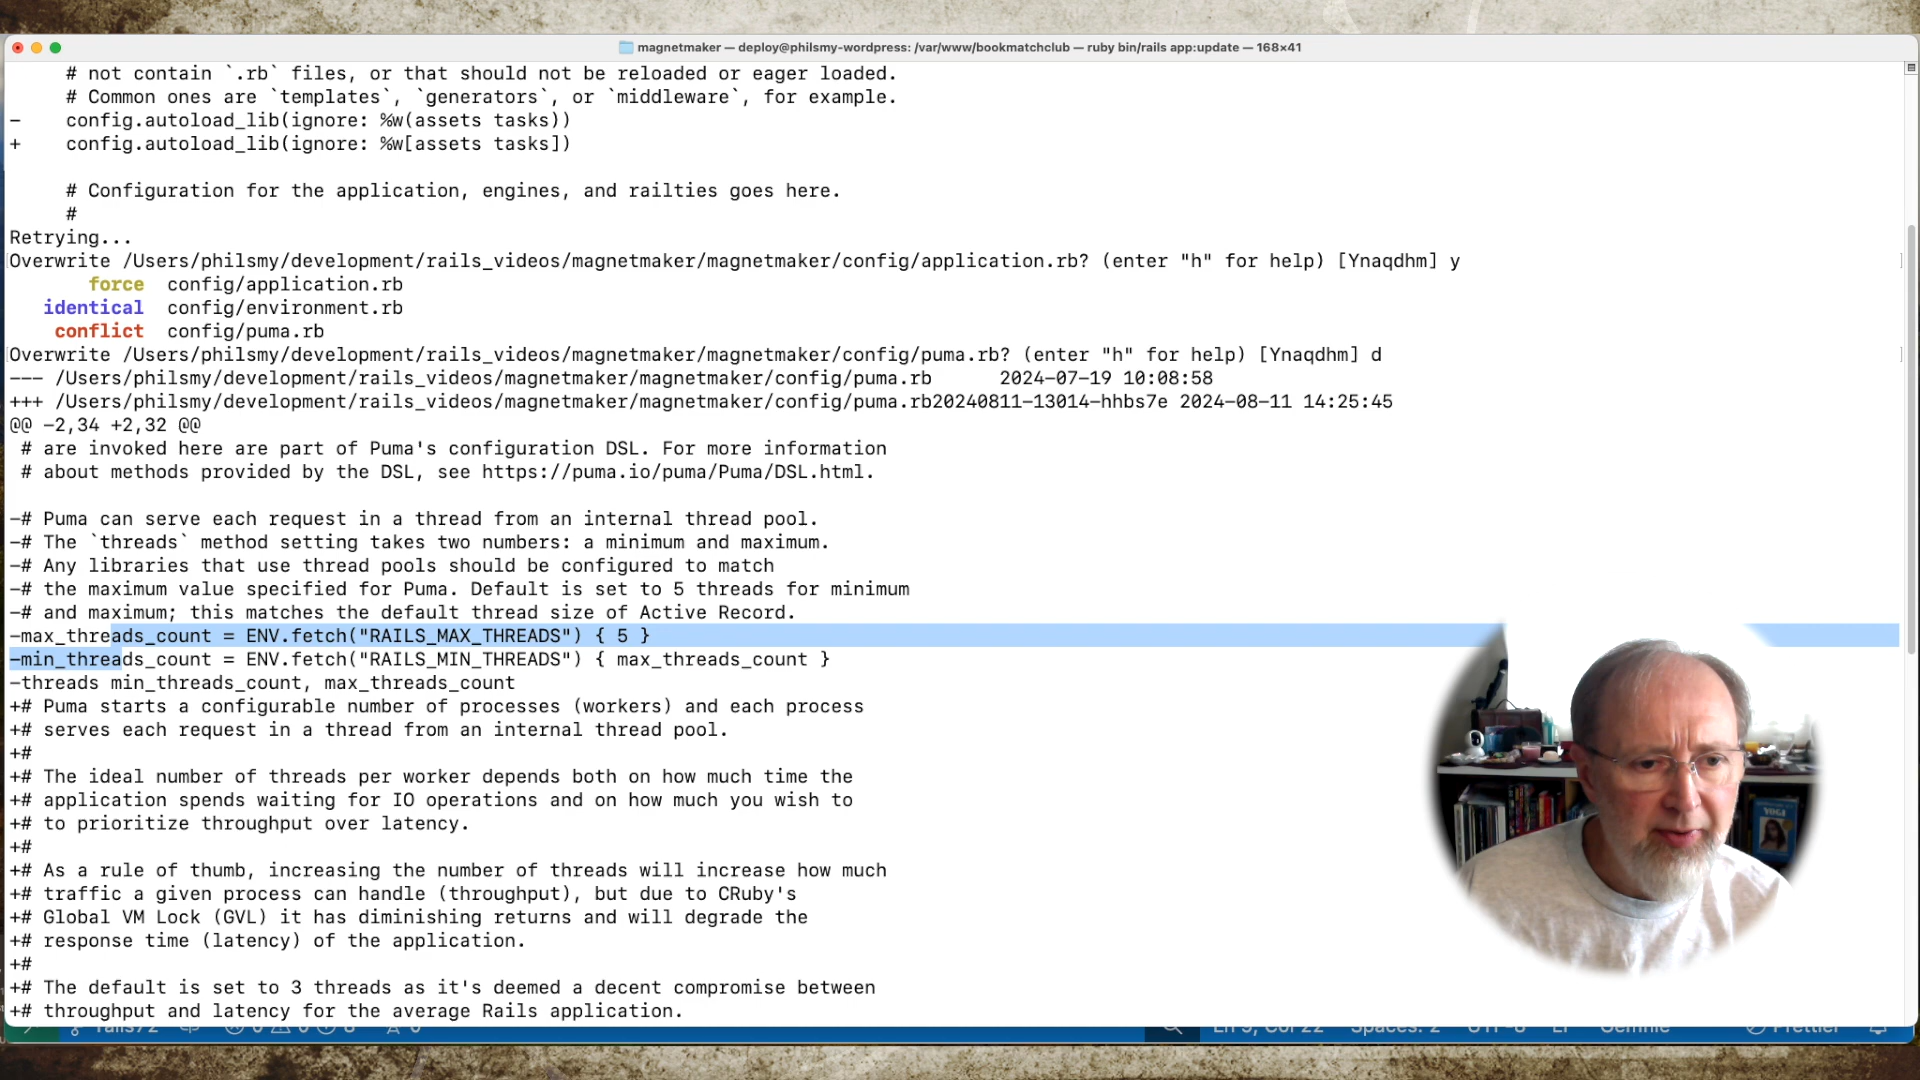 magnetmaker — deploy@philsmy-wordpress: /var/www/bookmatchclub — ruby bin/rails app:update — 168×41
# not contain `.rb` files, or that should not be reloaded or eager loaded.
# Common ones are `templates`, `generators`, or `middleware`, for example.
-    config.autoload_lib(ignore: %w(assets tasks))
+    config.autoload_lib(ignore: %w[assets tasks])
# Configuration for the application, engines, and railties goes here.
#
Retrying...
Overwrite /Users/philsmy/development/rails_videos/magnetmaker/magnetmaker/config/application.rb? (enter "h" for help) [Ynaqdhm] y
force  config/application.rb
identical  config/environment.rb
conflict  config/puma.rb
Overwrite /Users/philsmy/development/rails_videos/magnetmaker/magnetmaker/config/puma.rb? (enter "h" for help) [Ynaqdhm] d
--- /Users/philsmy/development/rails_videos/magnetmaker/magnetmaker/config/puma.rb      2024-07-19 10:08:58
+++ /Users/philsmy/development/rails_videos/magnetmaker/magnetmaker/config/puma.rb20240811-13014-hhbs7e 2024-08-11 14:25:45
@@ -2,34 +2,32 @@
# are invoked here are part of Puma's configuration DSL. For more information
# about methods provided by the DSL, see https://puma.io/puma/Puma/DSL.html.
-# Puma can serve each request in a thread from an internal thread pool.
-# The `threads` method setting takes two numbers: a minimum and maximum.
-# Any libraries that use thread pools should be configured to match
-# the maximum value specified for Puma. Default is set to 5 threads for minimum
-# and maximum; this matches the default thread size of Active Record.
-max_threads_count = ENV.fetch("RAILS_MAX_THREADS") { 5 }
-min_threads_count = ENV.fetch("RAILS_MIN_THREADS") { max_threads_count }
-threads min_threads_count, max_threads_count
+# Puma starts a configurable number of processes (workers) and each process
+# serves each request in a thread from an internal thread pool.
+#
+# The ideal number of threads per worker depends both on how much time the
+# application spends waiting for IO operations and on how much you wish to
+# to prioritize throughput over latency.
+#
+# As a rule of thumb, increasing the number of threads will increase how much
+# traffic a given process can handle (throughput), but due to CRuby's
+# Global VM Lock (GVL) it has diminishing returns and will degrade the
+# response time (latency) of the application.
+#
+# The default is set to 3 threads as it's deemed a decent compromise between
+# throughput and latency for the average Rails application.
YOGI